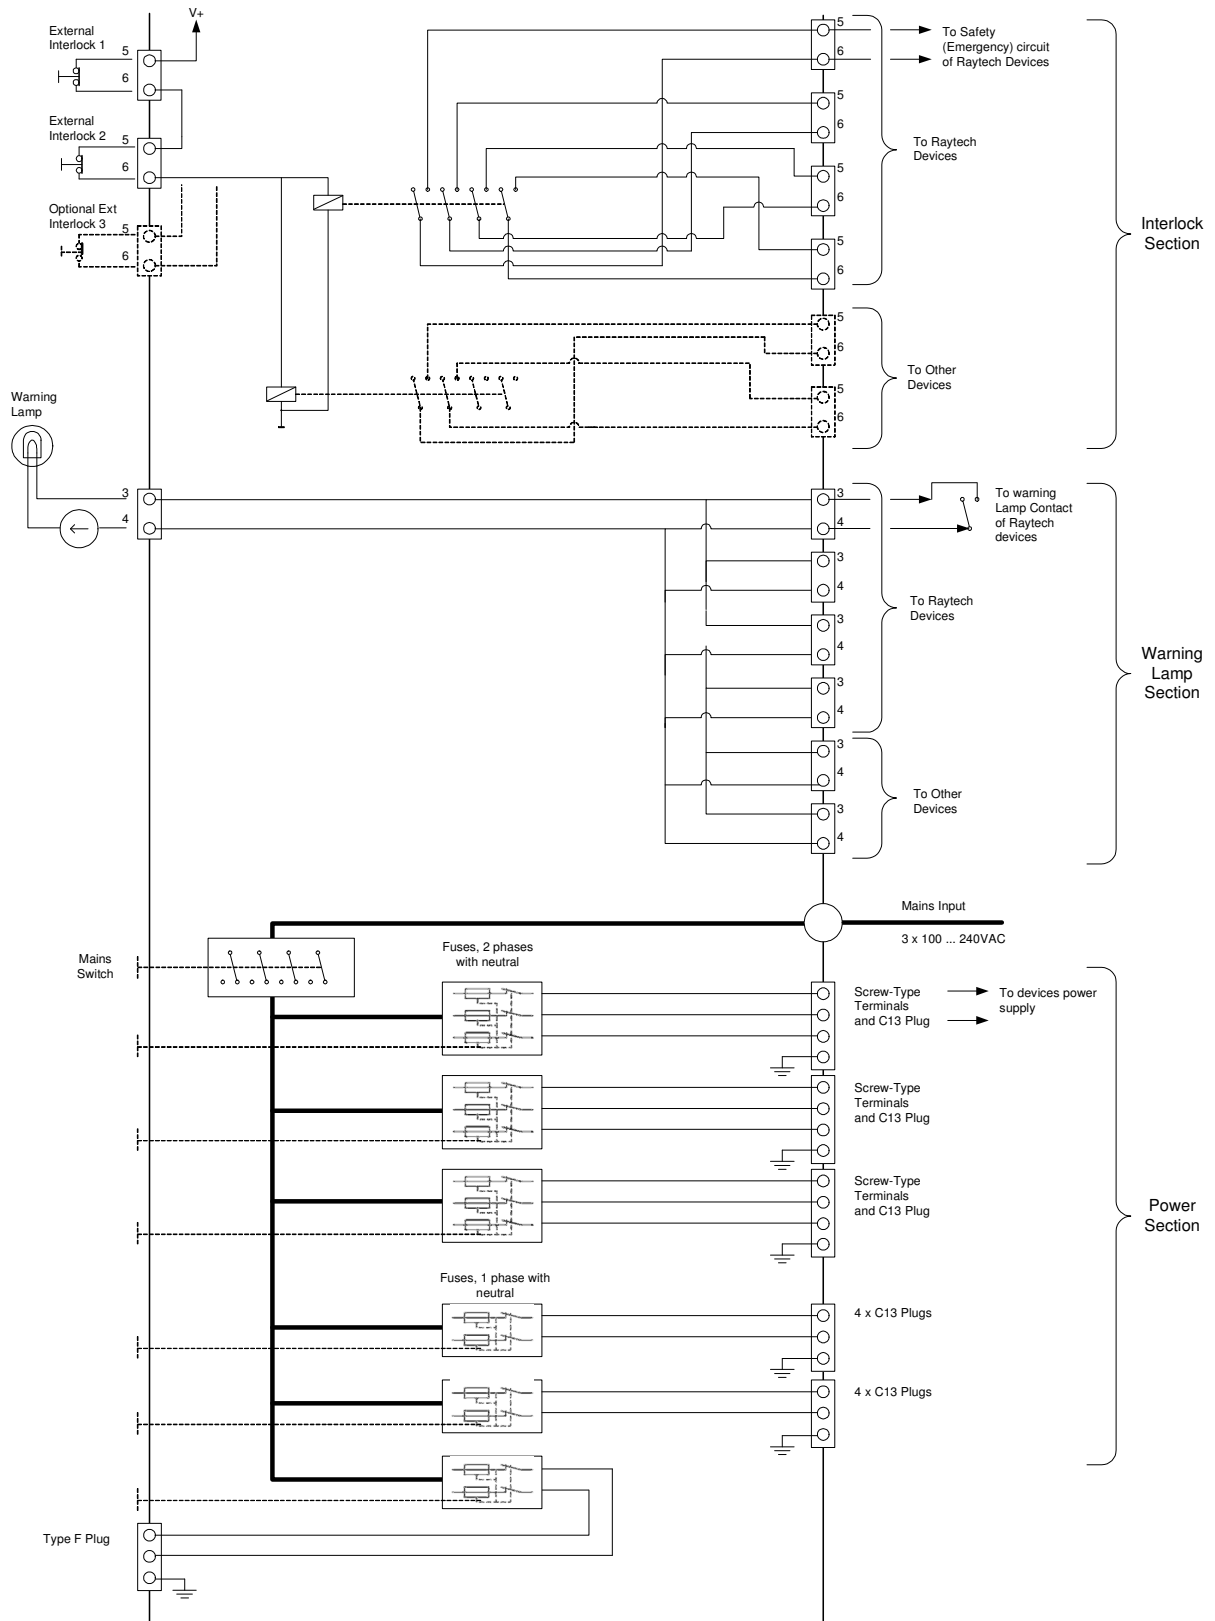 V+
External
Interlock 1
5
6
External
Interlock 2
5
6
Optional Ext
Interlock 3
5
6
5
6
To Safety
(Emergency) circuit
of Raytech Devices
5
6
To Raytech
Devices
5
6
5
6
Interlock
Section
5
6
To Other
Devices
5
6
Warning
Lamp
3
4
3
4
To warning
Lamp Contact
of Raytech
devices
3
4
To Raytech
Devices
3
4
3
4
Warning
Lamp
Section
3
4
To Other
Devices
3
4
Mains Input
3 x 100 ... 240VAC
Mains
Switch
Fuses, 2 phases
with neutral
Screw-Type
Terminals
and C13 Plug
To devices power
supply
Screw-Type
Terminals
and C13 Plug
Screw-Type
Terminals
and C13 Plug
Power
Section
Fuses, 1 phase with
neutral
4 x C13 Plugs
4 x C13 Plugs
Type F Plug